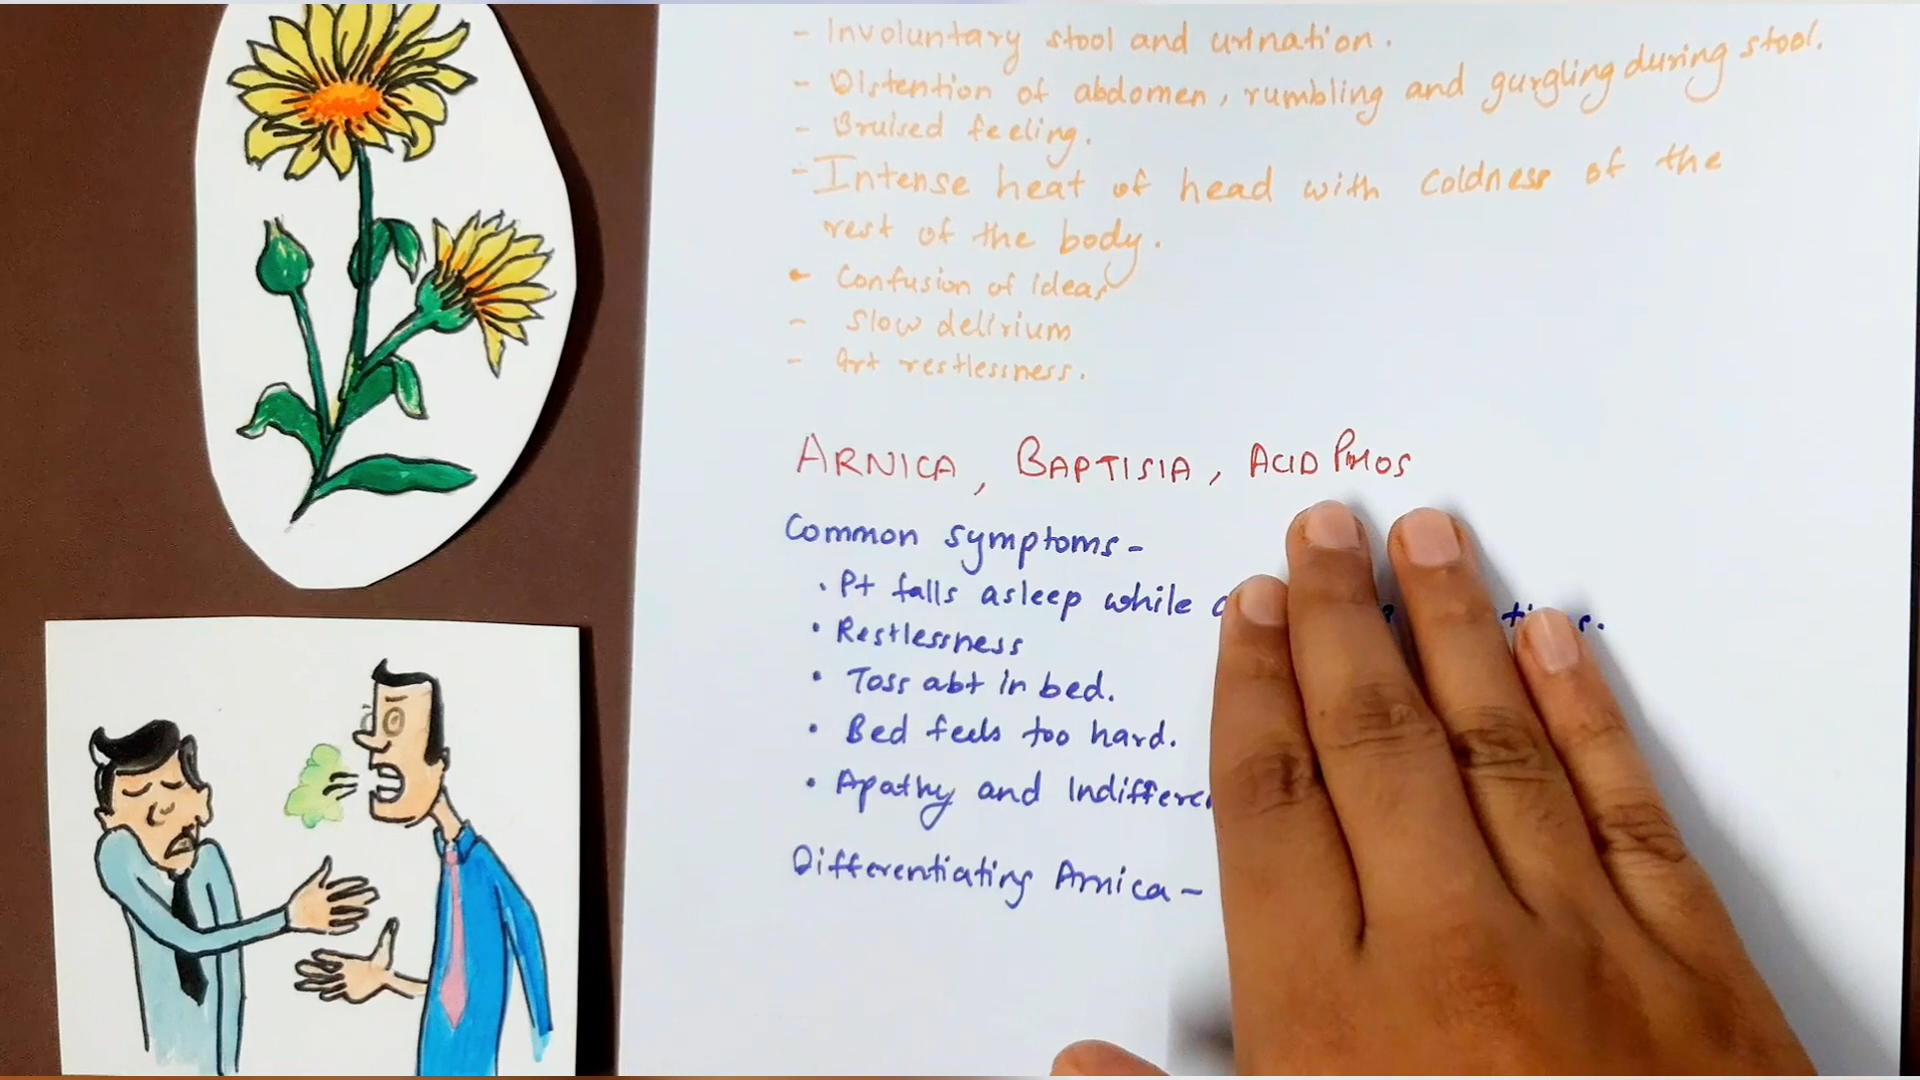 - Involuntary stool and urination.
- Distention of abdomen, rumbling and gurgling during stool.
- Bruised feeling.
- Intense heat of head with coldness of the
rest of the body.
- Confusion of ideas
- Slow delirium
- Grt restlessness.
ARNICA, BAPTISIA, ACID PHOS
Common symptoms -
• Pt falls asleep while
• Restlessness
• Toss abt in bed.
• Bed feels too hard.
• Apathy and
Differentiating Arnica -